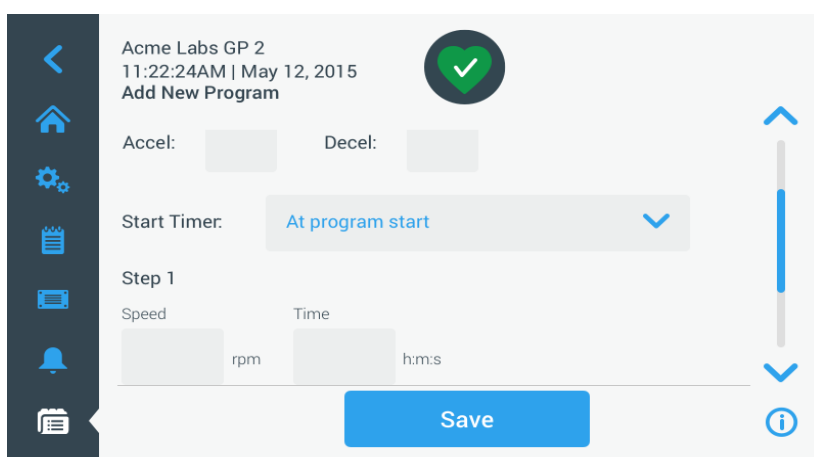 Acme Labs GP 2
11:22:24AM | May 12, 2015
Add New Program
Accel: Decel:
Start Timer: At program start
Step 1
Speed Time
rpm h:m:s
Save